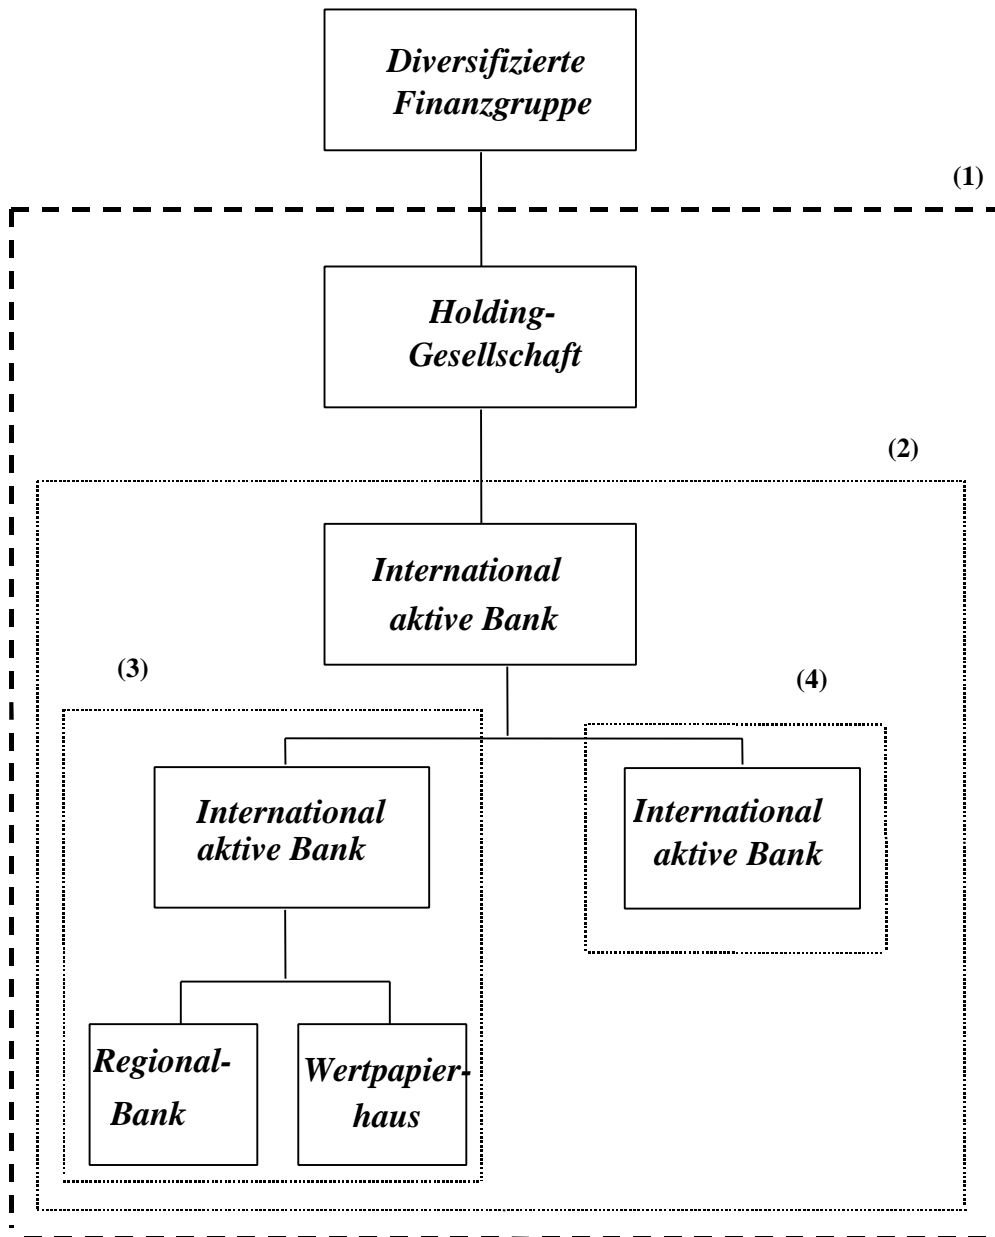 Diversifizierte
Finanzgruppe
(1)
Holding-
Gesellschaft
(2)
International
aktive Bank
(3)
(4)
International
aktive Bank
International
aktive Bank
Regional-
Bank
Wertpapier-
haus